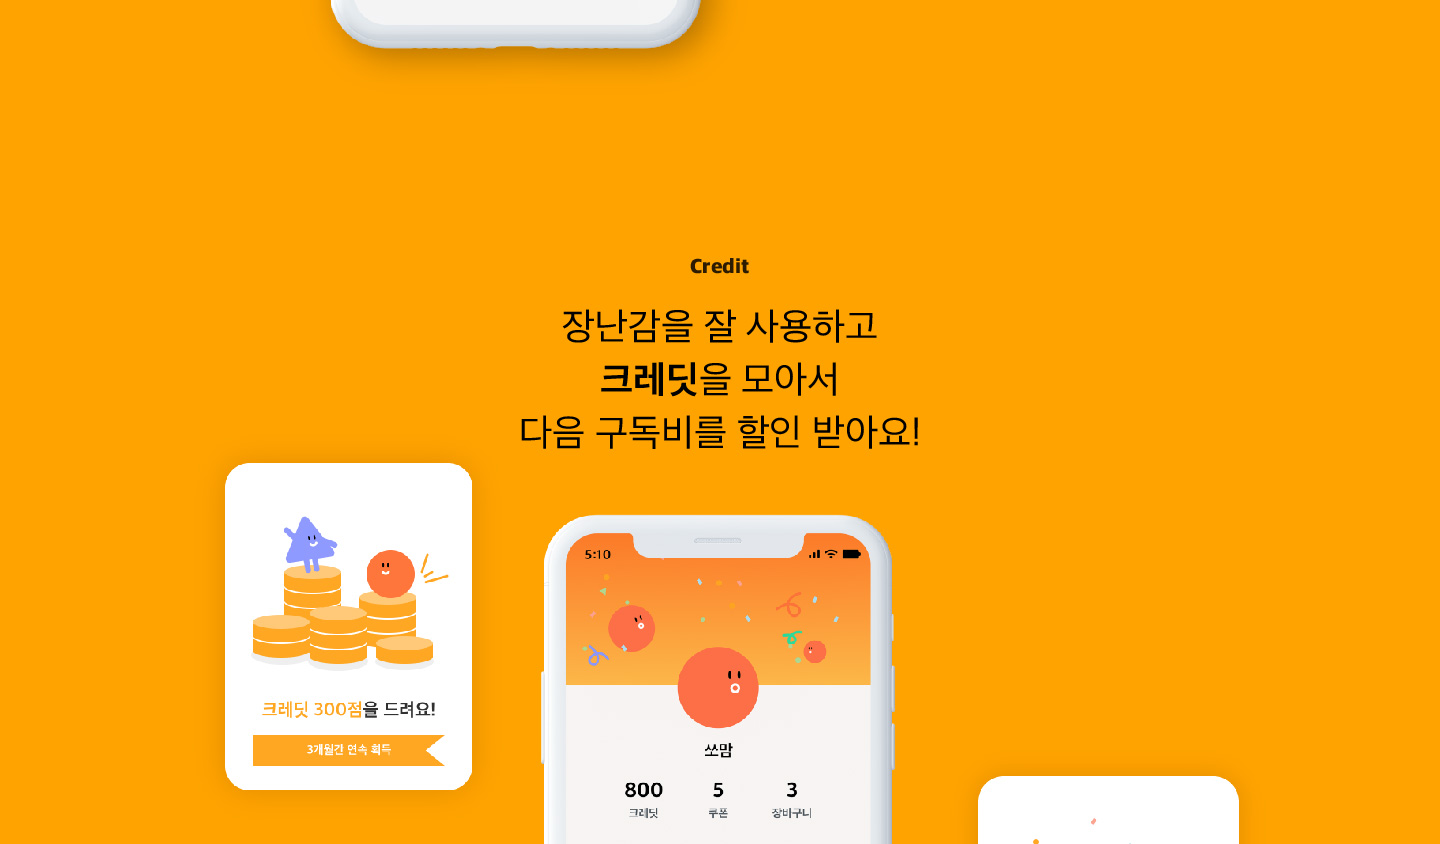 Credit
장난감을 잘 사용하고
크레딧을 모아서
다음 구독비를 할인 받아요!
크레딧 300점을 드려요!
3개월간 연속 획득
5:10
쏘맘
800 5 3
크레딧 쿠폰 장바구니